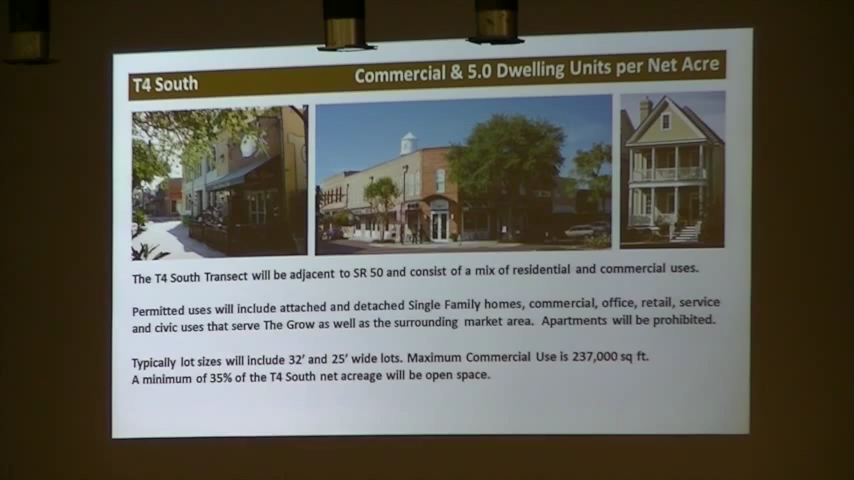 T4 South
Commercial & 5.0 Dwelling Units per Net Acre
The T4 South Transect will be adjacent to SR 50 and consist of a mix of residential and commercial uses.
Permitted uses will include attached and detached Single Family homes, commercial, office, retail, service
and civic uses that serve The Grow as well as the surrounding market area. Apartments will be prohibited.
Typically lot sizes will include 32' and 25' wide lots. Maximum Commercial Use is 237,000 sq ft.
A minimum of 35% of the T4 South net acreage will be open space.